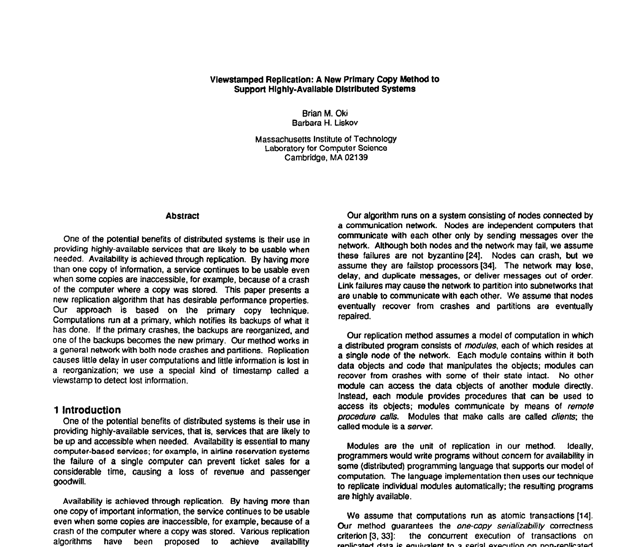 Viewstamped Replication: A New Primary Copy Method to
Support Highly-Available Distributed Systems
Brian M. Oki
Barbara H. Liskov
Massachusetts Institute of Technology
Laboratory for Computer Science
Cambridge, MA 02139
Abstract
One of the potential benefits of distributed systems is their use in
providing highly-available services that are likely to be usable when
needed. Availability is achieved through replication. By having more
than one copy of information, a service continues to be usable even
when some copies are inaccessible, for example, because of a crash
of the computer where a copy was stored. This paper presents a
new replication algorithm that has desirable performance properties.
Our approach is based on the primary copy technique.
Computations run at a primary, which notifies its backups of what it
has done. If the primary crashes, the backups are reorganized, and
one of the backups becomes the new primary. Our method works in
a general network with both node crashes and partitions. Replication
causes little delay in user computations and little information is lost in
a reorganization; we use a special kind of timestamp called a
viewstamp to detect lost information.
1 Introduction
One of the potential benefits of distributed systems is their use in
providing highly-available services, that is, services that are likely to
be up and accessible when needed. Availability is essential to many
computer-based services; for example, in airline reservation systems
the failure of a single computer can prevent ticket sales for a
considerable time, causing a loss of revenue and passenger
goodwill.
Availability is achieved through replication. By having more than
one copy of important information, the service continues to be usable
even when some copies are inaccessible, for example, because of a
crash of the computer where a copy was stored. Various replication
algorithms have been proposed to achieve availability
Our algorithm runs on a system consisting of nodes connected by
a communication network. Nodes are independent computers that
communicate with each other only by sending messages over the
network. Although both nodes and the network may fail, we assume
these failures are not byzantine [24]. Nodes can crash, but we
assume they are failstop processors [34]. The network may lose,
delay, and duplicate messages, or deliver messages out of order.
Link failures may cause the network to partition into subnetworks that
are unable to communicate with each other. We assume that nodes
eventually recover from crashes and partitions are eventually
repaired.
Our replication method assumes a model of computation in which
a distributed program consists of modules, each of which resides at
a single node of the network. Each module contains within it both
data objects and code that manipulates the objects; modules can
recover from crashes with some of their state intact. No other
module can access the data objects of another module directly.
Instead, each module provides procedures that can be used to
access its objects; modules communicate by means of remote
procedure calls. Modules that make calls are called clients; the
called module is a server.
Modules are the unit of replication in our method. Ideally,
programmers would write programs without concern for availability in
some (distributed) programming language that supports our model of
computation. The language implementation then uses our technique
to replicate individual modules automatically; the resulting programs
are highly available.
We assume that computations run as atomic transactions [14].
Our method guarantees the one-copy serializability correctness
criterion [3, 33]: the concurrent execution of transactions on
replicated data is equivalent to a serial execution on non-replicated